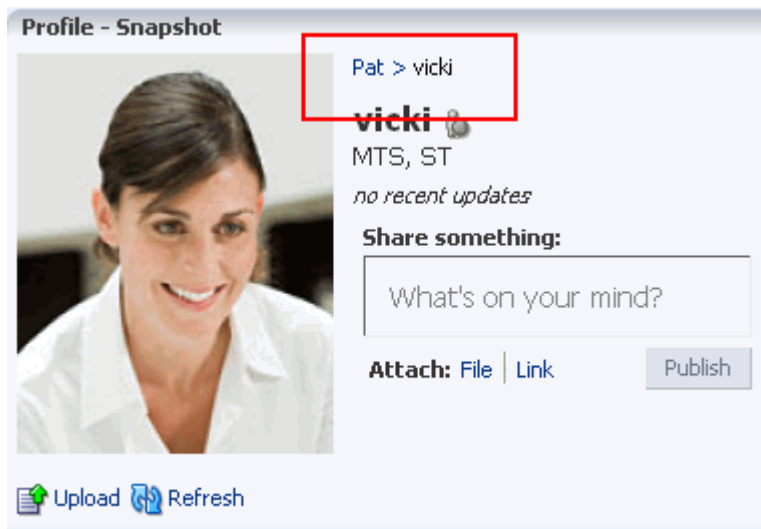 Profile - Snapshot
Pat > vicki
vicki
MTS, ST
no recent updates
Share something:
What's on your mind?
Attach: File | Link Publish
Upload Refresh